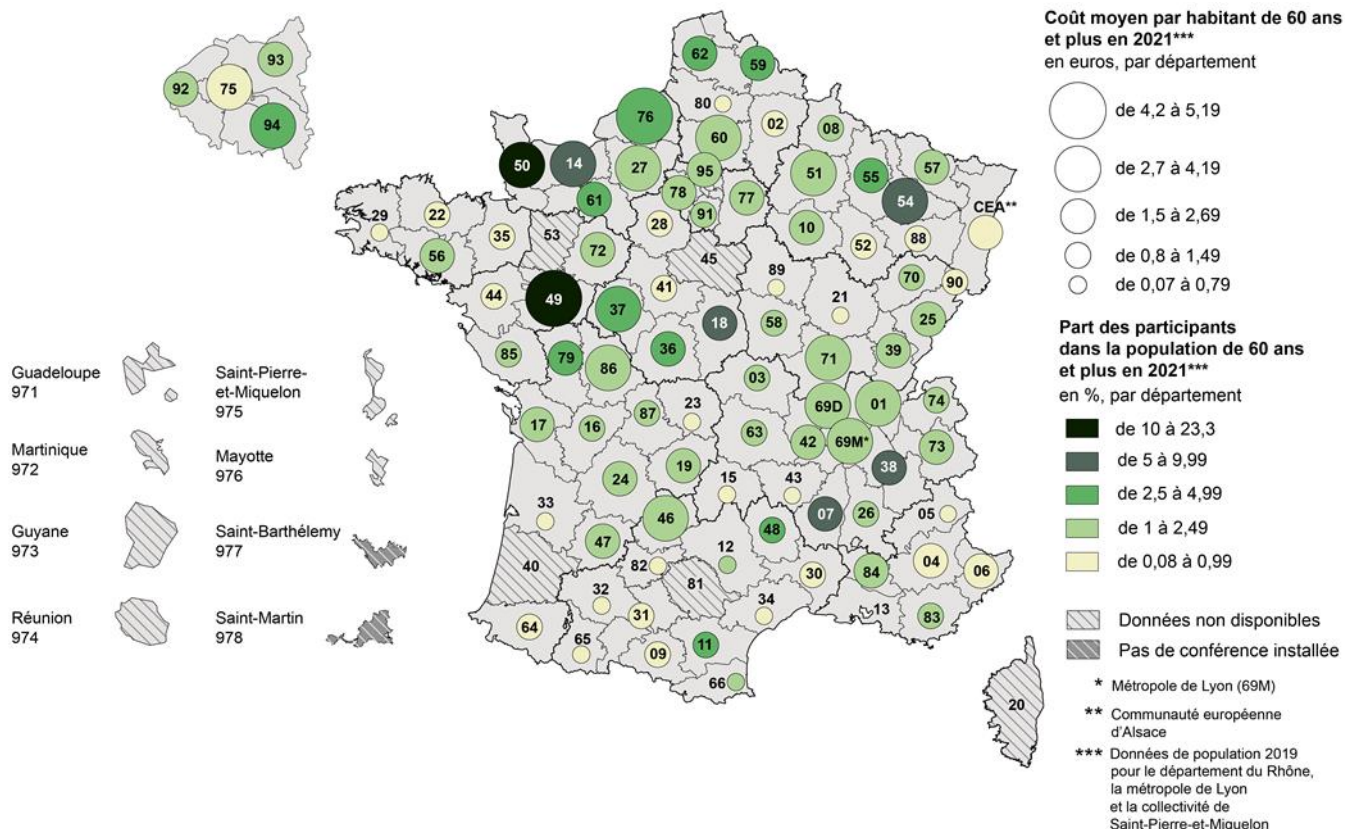 93
92
75
94
62
59
80
02
76
60
08
50
14
27
95
51
55
57
54
61
78
77
CEA**
29
22
91
10
35
28
52
88
53
72
56
45
70
90
89
41
44
49
21
37
18
58
25
85
79
36
71
39
86
03
23
69D
01
74
17
16
87
63
42
69M*
73
19
38
24
15
43
33
07
26
05
46
48
47
12
04
06
40
82
81
30
84
32
34
13
31
83
64
65
11
09
66
20
Guadeloupe
971
Saint-Pierre-
et-Miquelon
975
Martinique
972
Mayotte
976
Guyane
973
Saint-Barthélemy
977
Réunion
974
Saint-Martin
978
Coût moyen par habitant de 60 ans
et plus en 2021***
en euros, par département
de 4,2 à 5,19
de 2,7 à 4,19
de 1,5 à 2,69
de 0,8 à 1,49
de 0,07 à 0,79
Part des participants
dans la population de 60 ans
et plus en 2021***
en %, par département
de 10 à 23,3
de 5 à 9,99
de 2,5 à 4,99
de 1 à 2,49
de 0,08 à 0,99
Données non disponibles
Pas de conférence installée
* Métropole de Lyon (69M)
** Communauté européenne
d'Alsace
*** Données de population 2019
pour le département du Rhône,
la métropole de Lyon
et la collectivité de
Saint-Pierre-et-Miquelon